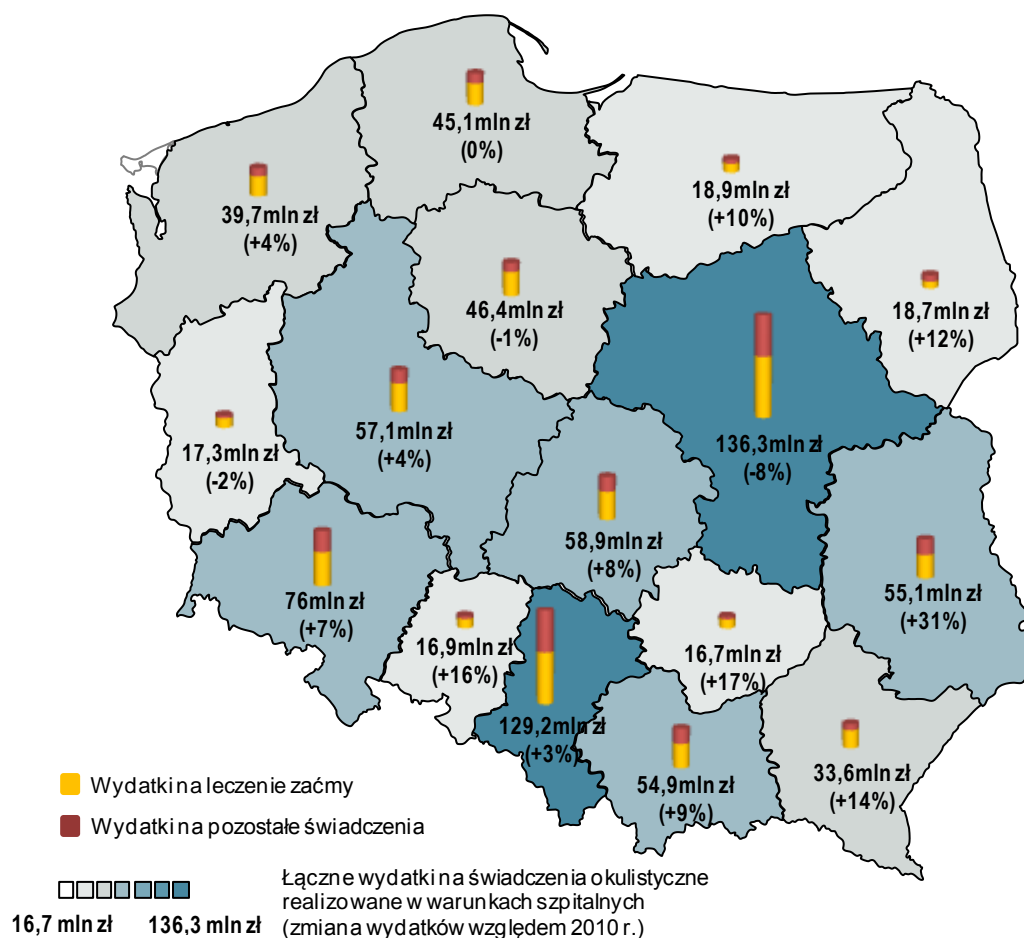 45,1mln zł
(0%)
18,9mln zł
(+10%)
39,7mln zł
(+4%)
46,4mln zł
(-1%)
18,7mln zł
(+12%)
57,1mln zł
(+4%)
136,3mln zł
(-8%)
17,3mln zł
(-2%)
58,9mln zł
(+8%)
55,1mln zł
(+31%)
76mln zł
(+7%)
16,9mln zł
(+16%)
16,7mln zł
(+17%)
129,2mln zł
(+3%)
54,9mln zł
(+9%)
33,6mln zł
(+14%)
Wydatki na leczenie zaćmy
Wydatki na pozostałe świadczenia
16,7 mln zł
136,3 mln zł
Łączne wydatki na świadczenia okulistyczne
realizowane w warunkach szpitalnych
(zmiana wydatków względem 2010 r.)